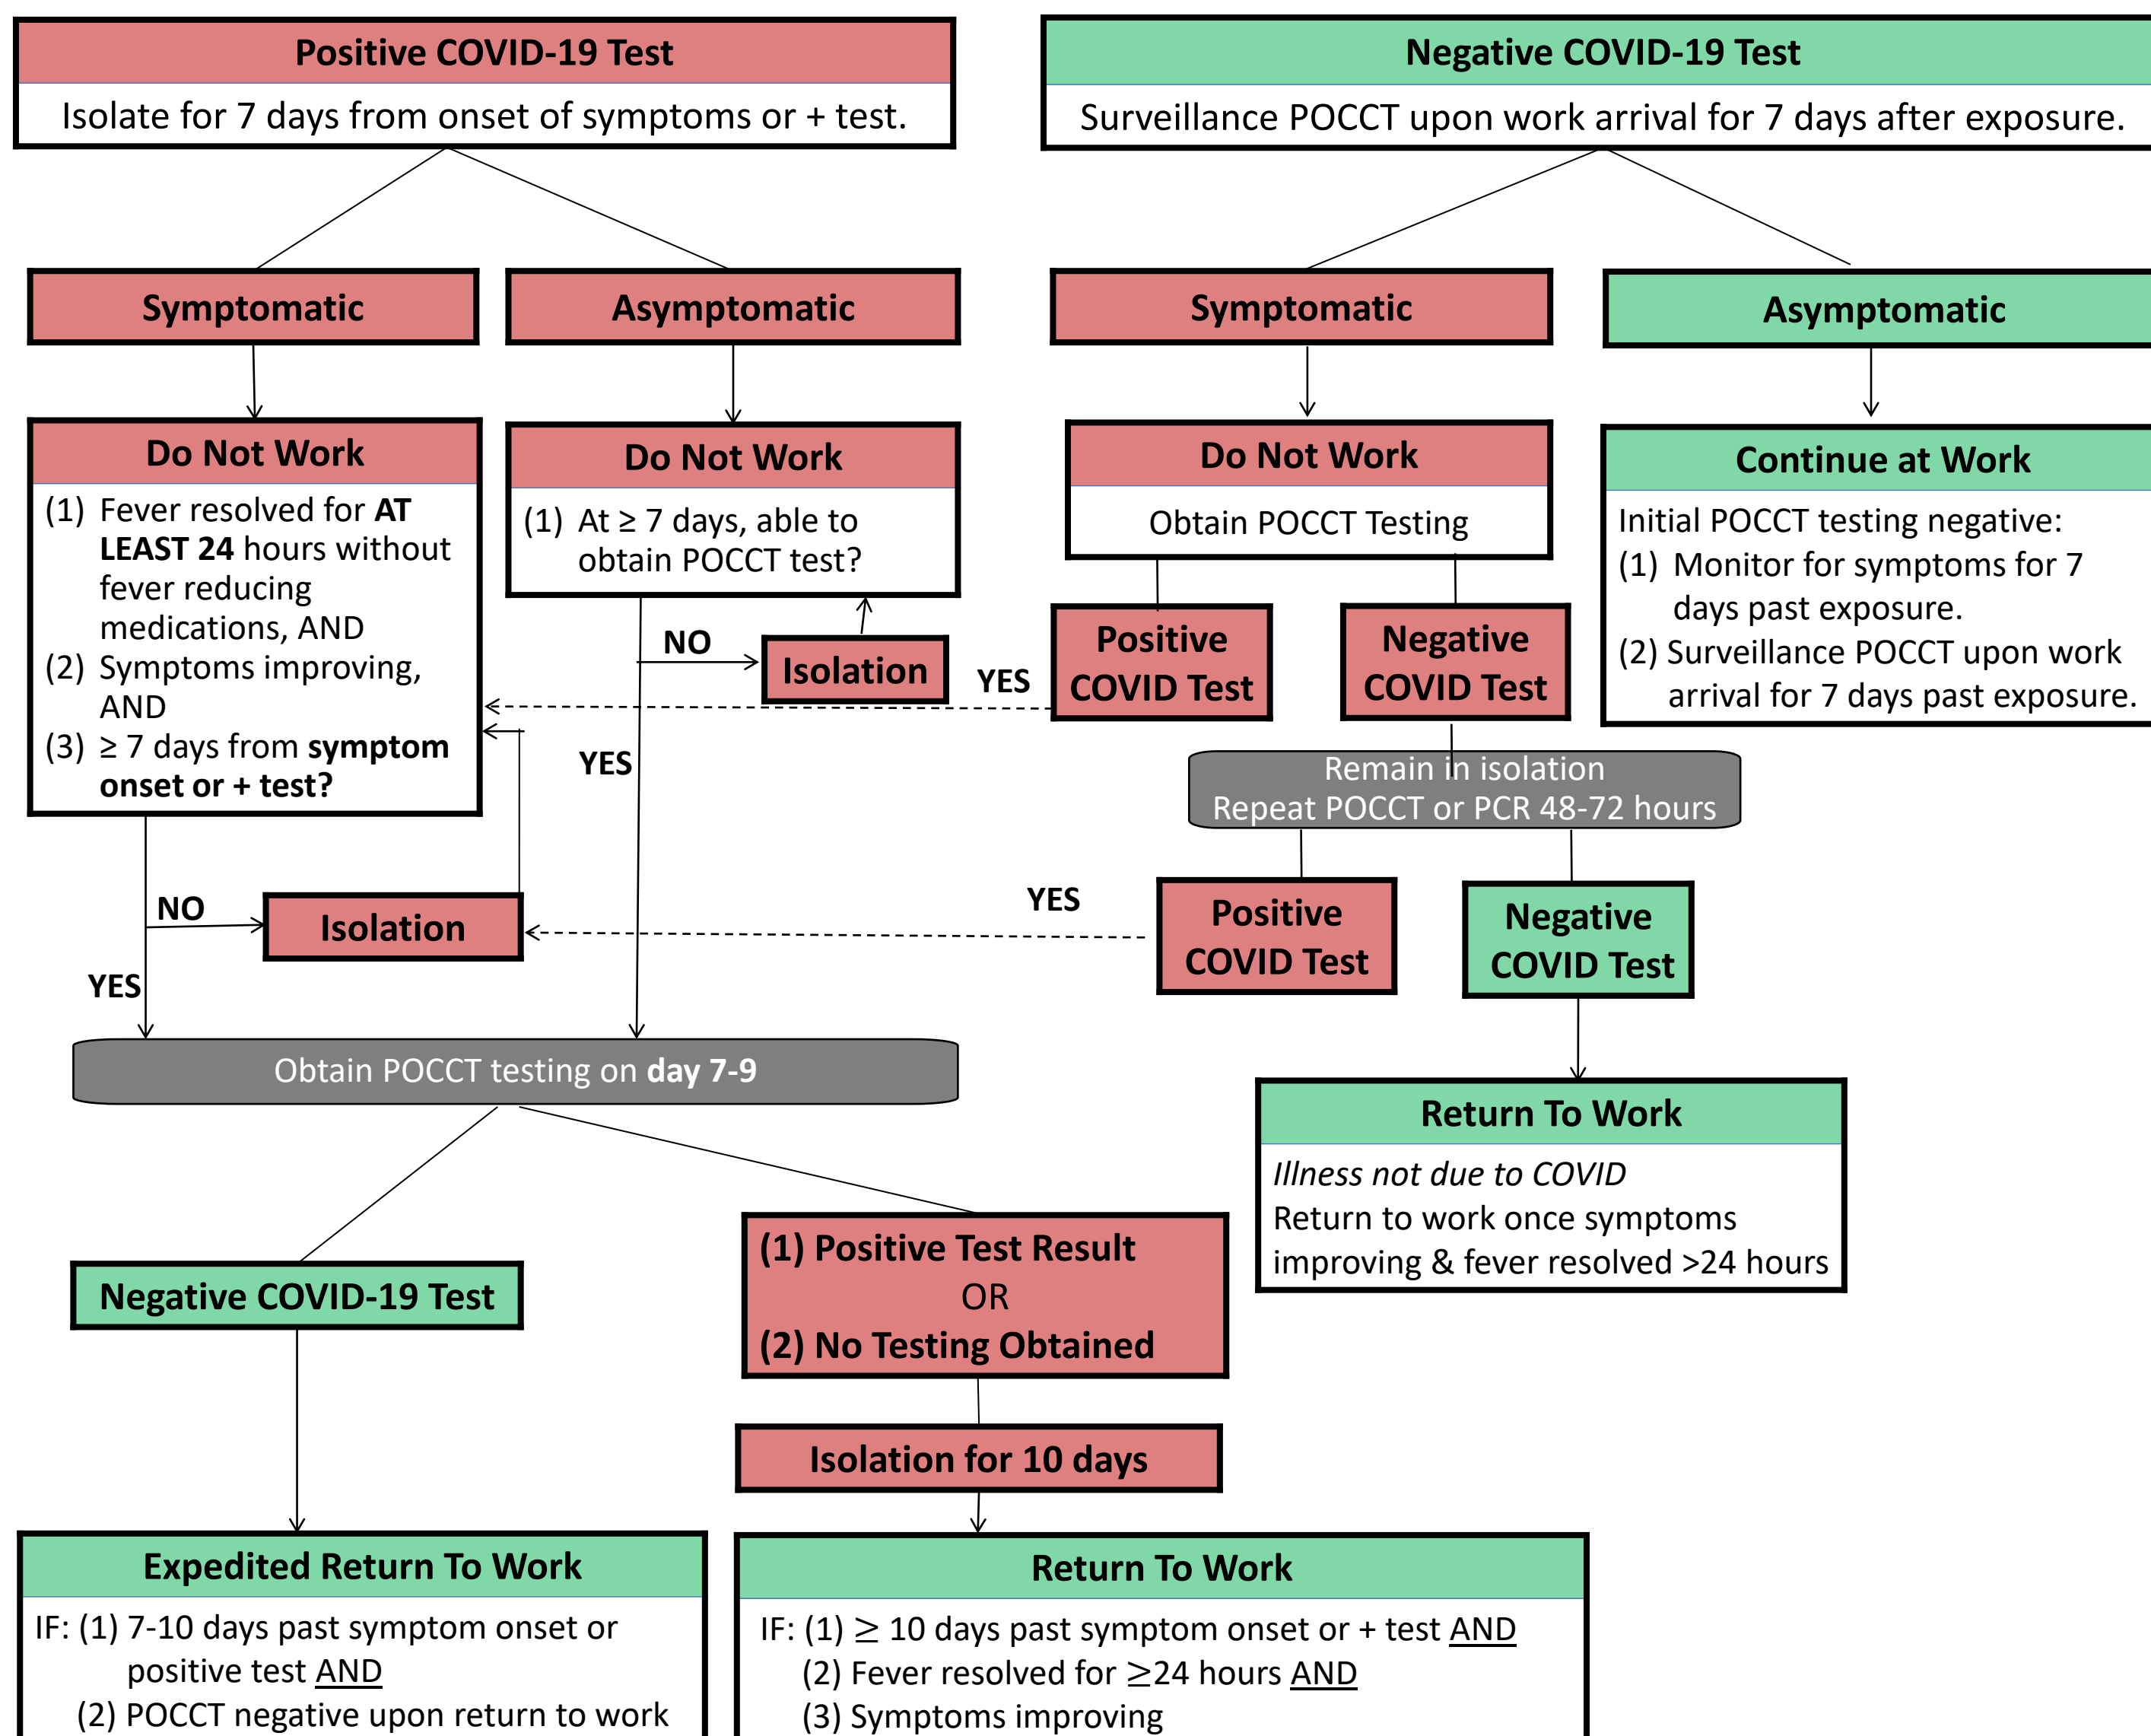 Positive COVID-19 Test
Isolate for 7 days from onset of symptoms or + test.
Negative COVID-19 Test
Surveillance POCCT upon work arrival for 7 days after exposure.
Symptomatic
Asymptomatic
Symptomatic
Asymptomatic
Do Not Work
(1) Fever resolved for AT
LEAST 24 hours without
fever reducing
medications, AND
(2) Symptoms improving,
AND
(3) ≥ 7 days from symptom
onset or + test?
Do Not Work
(1) At ≥ 7 days, able to
obtain POCCT test?
Do Not Work
Obtain POCCT Testing
Continue at Work
Initial POCCT testing negative:
(1) Monitor for symptoms for 7
days past exposure.
(2) Surveillance POCCT upon work
arrival for 7 days past exposure.
NO
Isolation
YES
Positive
COVID Test
Negative
COVID Test
YES
Remain in isolation
Repeat POCCT or PCR 48-72 hours
NO
Isolation
YES
Positive
COVID Test
Negative
COVID Test
YES
Obtain POCCT testing on day 7-9
Return To Work
Illness not due to COVID
Return to work once symptoms
improving & fever resolved >24 hours
Negative COVID-19 Test
(1) Positive Test Result
OR
(2) No Testing Obtained
Isolation for 10 days
Expedited Return To Work
IF: (1) 7-10 days past symptom onset or
positive test AND
(2) POCCT negative upon return to work
Return To Work
IF: (1) ≥ 10 days past symptom onset or + test AND
(2) Fever resolved for ≥24 hours AND
(3) Symptoms improving